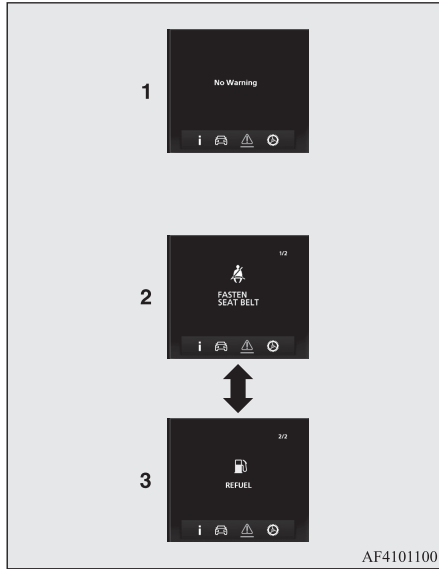 1
No Warning
i
2
1/2
FASTEN
SEAT BELT
i
3
2/2
REFUEL
i
AF4101100